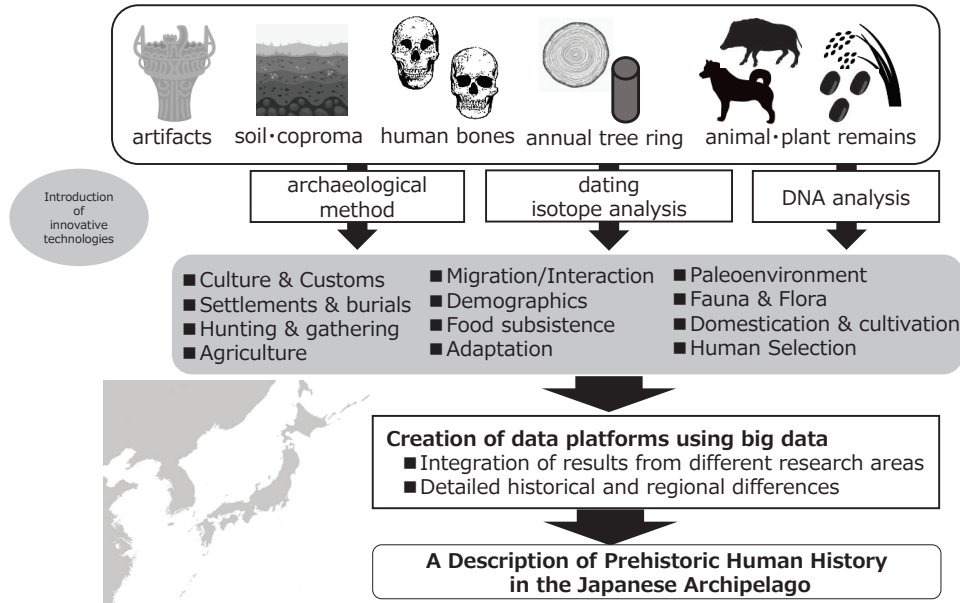 artifacts
soil・coproma
human bones
annual tree ring
animal・plant remains
Introduction
of
innovative
technologies
archaeological
method
dating
isotope analysis
DNA analysis
■ Culture & Customs
■ Settlements & burials
■ Hunting & gathering
■ Agriculture
■ Migration/Interaction
■ Demographics
■ Food subsistence
■ Adaptation
■ Paleoenvironment
■ Fauna & Flora
■ Domestication & cultivation
■ Human Selection
Creation of data platforms using big data
■ Integration of results from different research areas
■ Detailed historical and regional differences
A Description of Prehistoric Human History
in the Japanese Archipelago